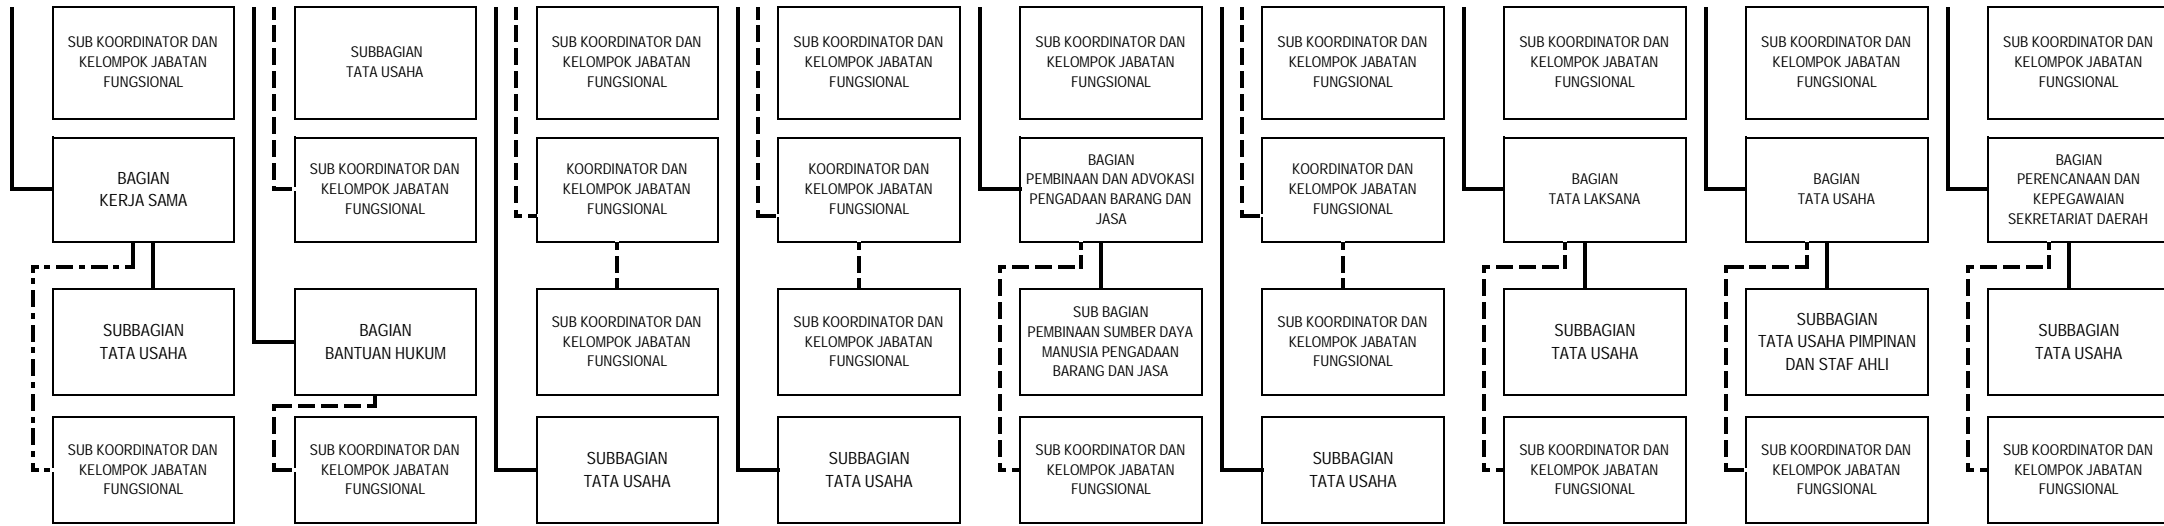 SUB KOORDINATOR DAN
KELOMPOK JABATAN
FUNGSIONAL
SUBBAGIAN
TATA USAHA
SUB KOORDINATOR DAN
KELOMPOK JABATAN
FUNGSIONAL
SUB KOORDINATOR DAN
KELOMPOK JABATAN
FUNGSIONAL
SUB KOORDINATOR DAN
KELOMPOK JABATAN
FUNGSIONAL
SUB KOORDINATOR DAN
KELOMPOK JABATAN
FUNGSIONAL
SUB KOORDINATOR DAN
KELOMPOK JABATAN
FUNGSIONAL
SUB KOORDINATOR DAN
KELOMPOK JABATAN
FUNGSIONAL
SUB KOORDINATOR DAN
KELOMPOK JABATAN
FUNGSIONAL
BAGIAN
KERJA SAMA
SUB KOORDINATOR DAN
KELOMPOK JABATAN
FUNGSIONAL
KOORDINATOR DAN
KELOMPOK JABATAN
FUNGSIONAL
KOORDINATOR DAN
KELOMPOK JABATAN
FUNGSIONAL
BAGIAN
PEMBINAAN DAN ADVOKASI
PENGADAAN BARANG DAN
JASA
KOORDINATOR DAN
KELOMPOK JABATAN
FUNGSIONAL
BAGIAN
TATA LAKSANA
BAGIAN
TATA USAHA
BAGIAN
PERENCANAAN DAN
KEPEGAWAIAN
SEKRETARIAT DAERAH
SUBBAGIAN
TATA USAHA
BAGIAN
BANTUAN HUKUM
SUB KOORDINATOR DAN
KELOMPOK JABATAN
FUNGSIONAL
SUB KOORDINATOR DAN
KELOMPOK JABATAN
FUNGSIONAL
SUB BAGIAN
PEMBINAAN SUMBER DAYA
MANUSIA PENGADAAN
BARANG DAN JASA
SUB KOORDINATOR DAN
KELOMPOK JABATAN
FUNGSIONAL
SUBBAGIAN
TATA USAHA
SUBBAGIAN
TATA USAHA PIMPINAN
DAN STAF AHLI
SUBBAGIAN
TATA USAHA
SUB KOORDINATOR DAN
KELOMPOK JABATAN
FUNGSIONAL
SUB KOORDINATOR DAN
KELOMPOK JABATAN
FUNGSIONAL
SUBBAGIAN
TATA USAHA
SUBBAGIAN
TATA USAHA
SUB KOORDINATOR DAN
KELOMPOK JABATAN
FUNGSIONAL
SUBBAGIAN
TATA USAHA
SUB KOORDINATOR DAN
KELOMPOK JABATAN
FUNGSIONAL
SUB KOORDINATOR DAN
KELOMPOK JABATAN
FUNGSIONAL
SUB KOORDINATOR DAN
KELOMPOK JABATAN
FUNGSIONAL